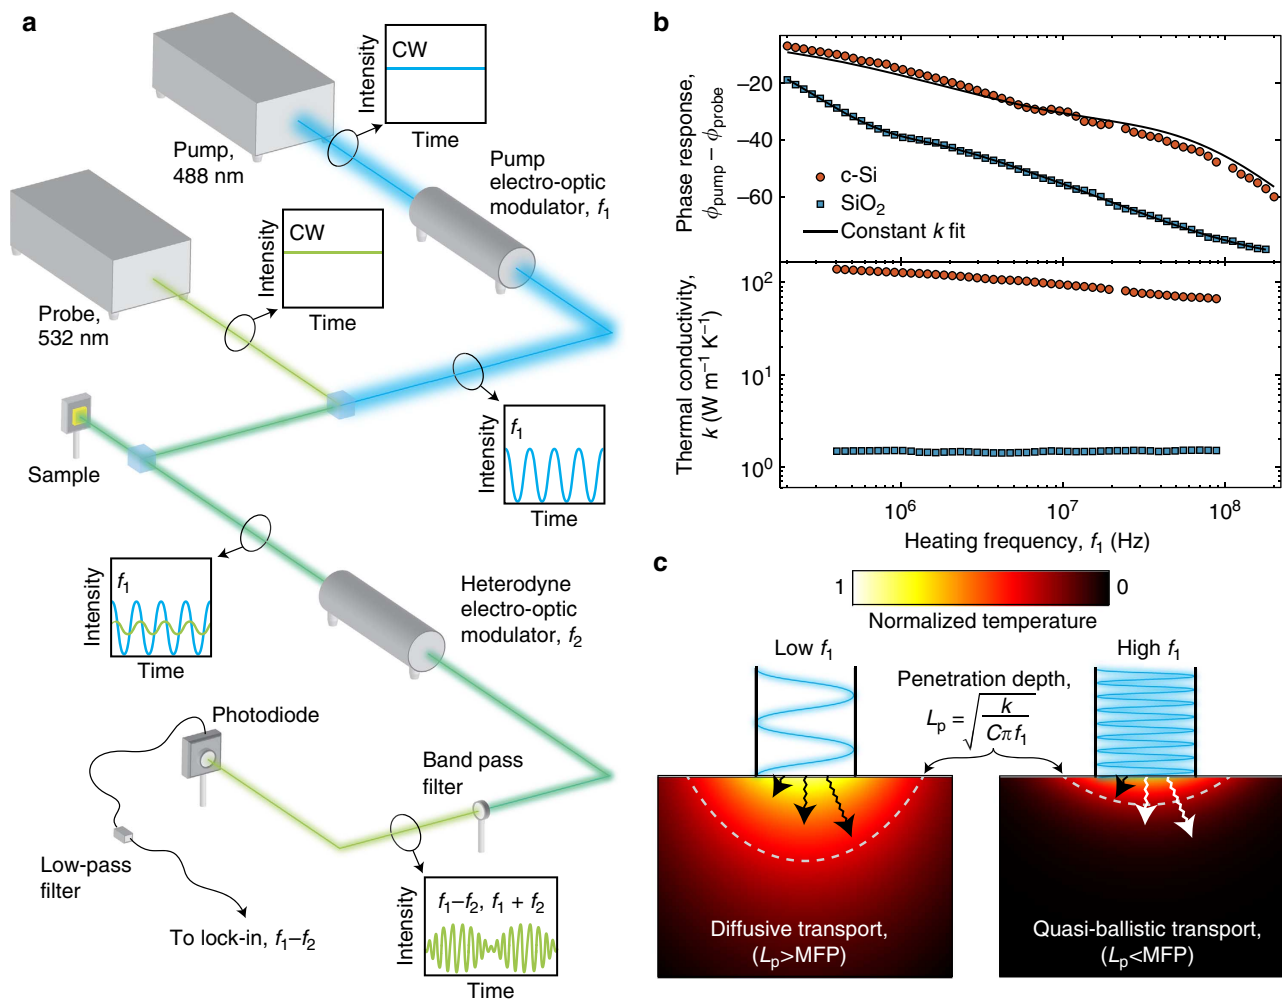 a
Intensity
CW
Time
Pump,
488 nm
Pump
electro-optic
modulator, f1
Intensity
CW
Time
Probe,
532 nm
Sample
Intensity
f1
Time
Intensity
f1
Time
Heterodyne
electro-optic
modulator, f2
Photodiode
Band pass
filter
Low-pass
filter
To lock-in, f1–f2
Intensity
f1–f2, f1 + f2
Time
b
Phase response,
ϕpump – ϕprobe
–20
–40
–60
c-Si
SiO2
Constant k fit
Thermal conductivity,
k (W m–1 K–1)
10^2
10^1
10^0
10^6
10^7
10^8
Heating frequency, f1 (Hz)
c
1
0
Normalized temperature
Low f1
High f1
Penetration depth,
Lp = √(k / Cπf1)
Diffusive transport,
(Lp>MFP)
Quasi-ballistic transport,
(Lp<MFP)